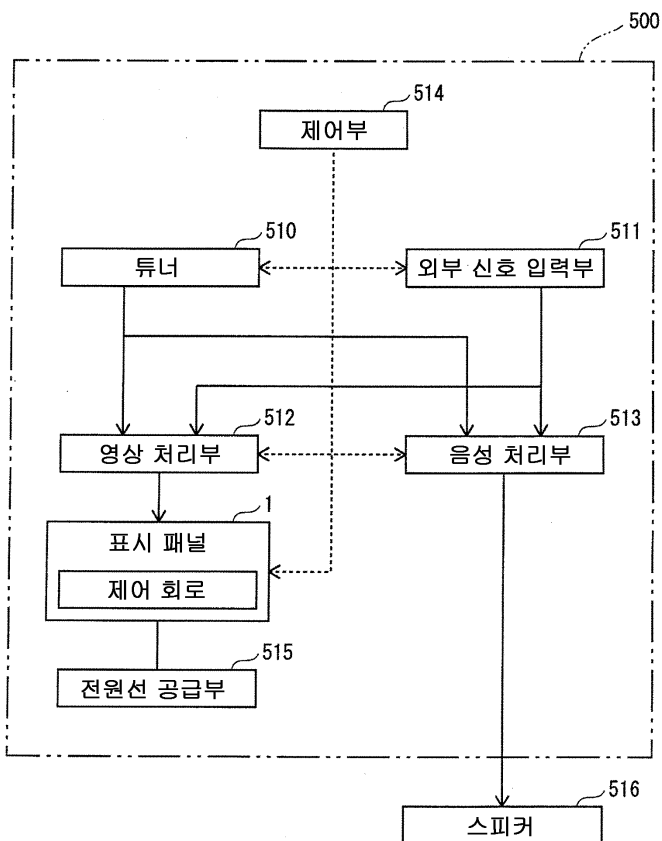 500
514
제어부
510
튜너
511
외부 신호 입력부
512
영상 처리부
513
음성 처리부
1
표시 패널
제어 회로
515
전원선 공급부
516
스피커